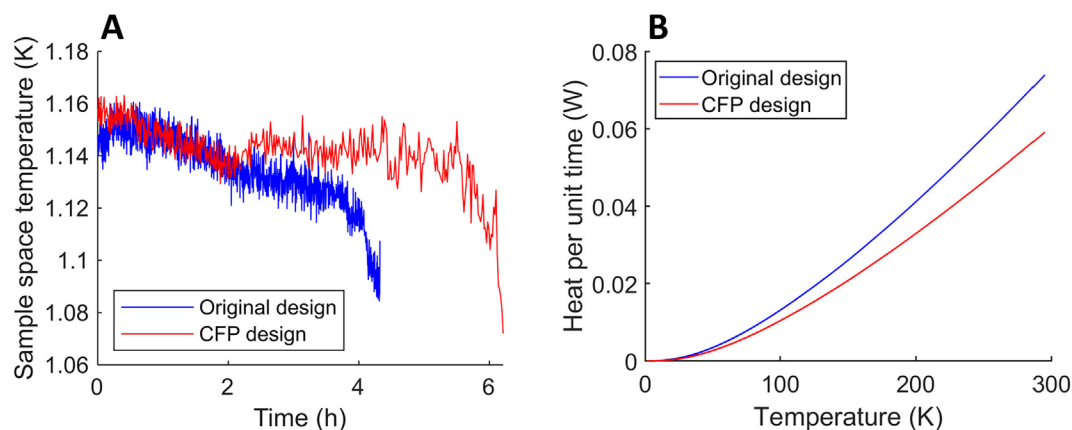 A
Sample space temperature (K)
1.18
1.16
1.14
1.12
1.1
1.08
1.06
0
2
4
6
Time (h)
Original design
CFP design
B
Heat per unit time (W)
0.08
0.06
0.04
0.02
0
0
100
200
300
Temperature (K)
Original design
CFP design